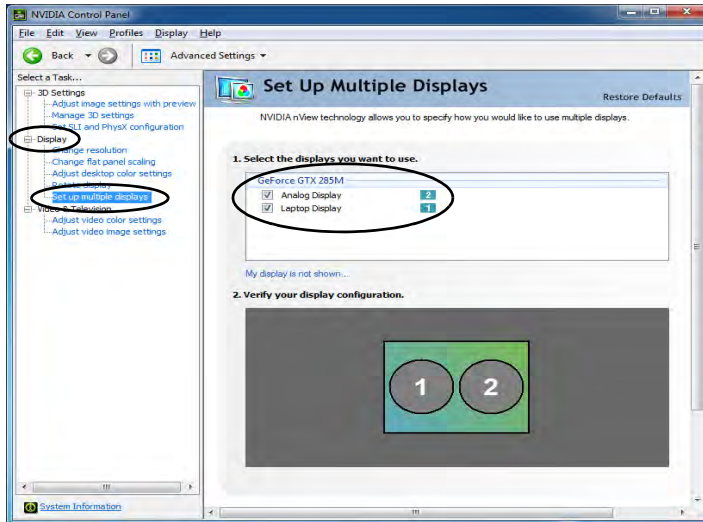 NVIDIA Control Panel
File Edit View Profiles Display Help
Back Advanced Settings
Select a Task...
3D Settings
Adjust image settings with preview
Manage 3D settings
Set SLI and PhysX configuration
Display
Change resolution
Change flat panel scaling
Adjust desktop color settings
Rotate display
Set up multiple displays
Video & Television
Adjust video color settings
Adjust video image settings
System Information
Set Up Multiple Displays
Restore Defaults
NVIDIA nView technology allows you to specify how you would like to use multiple displays.
1. Select the displays you want to use.
GeForce GTX 285M
Analog Display 2
Laptop Display 1
My display is not shown...
2. Verify your display configuration.
1 2